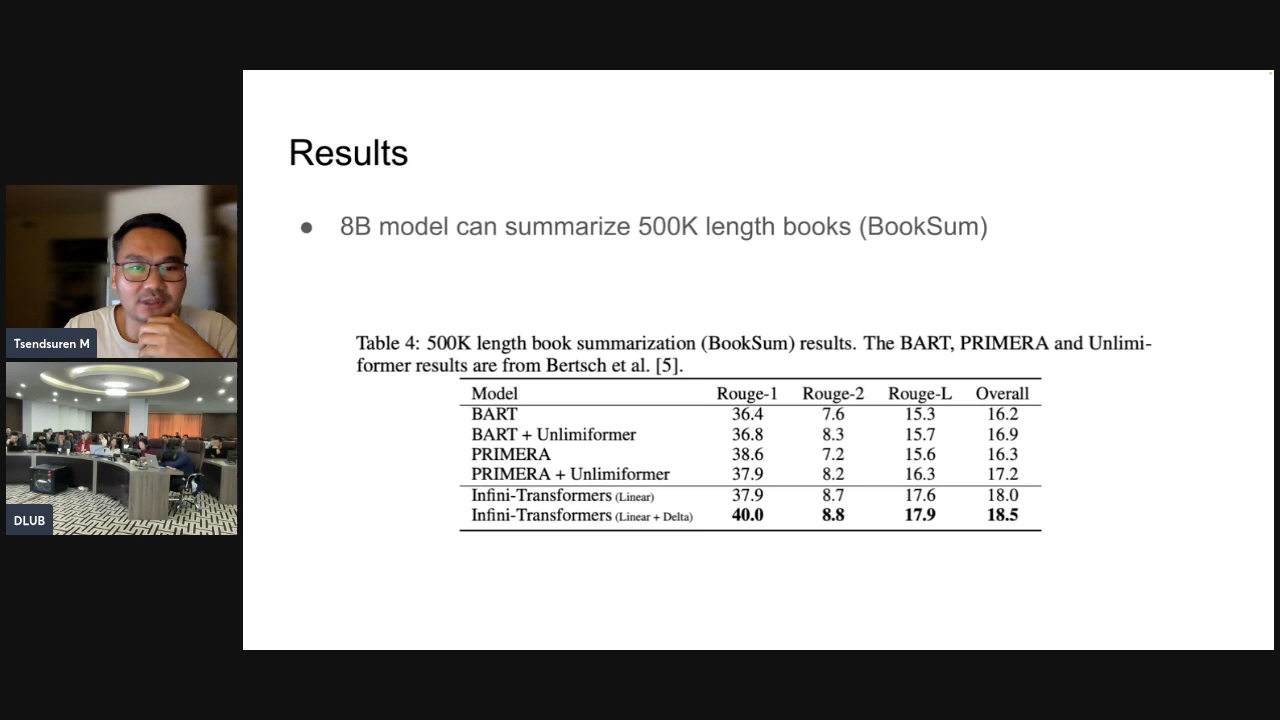 Results
● 8B model can summarize 500K length books (BookSum)
Table 4: 500K length book summarization (BookSum) results. The BART, PRIMERA and Unlimi-
former results are from Bertsch et al. [5].
Model Rouge-1 Rouge-2 Rouge-L Overall
BART 36.4 7.6 15.3 16.2
BART + Unlimiformer 36.8 8.3 15.7 16.9
PRIMERA 38.6 7.2 15.6 16.3
PRIMERA + Unlimiformer 37.9 8.2 16.3 17.2
Infini-Transformers (Linear) 37.9 8.7 17.6 18.0
Infini-Transformers (Linear + Delta) 40.0 8.8 17.9 18.5
Tsendsuren M
DLUB